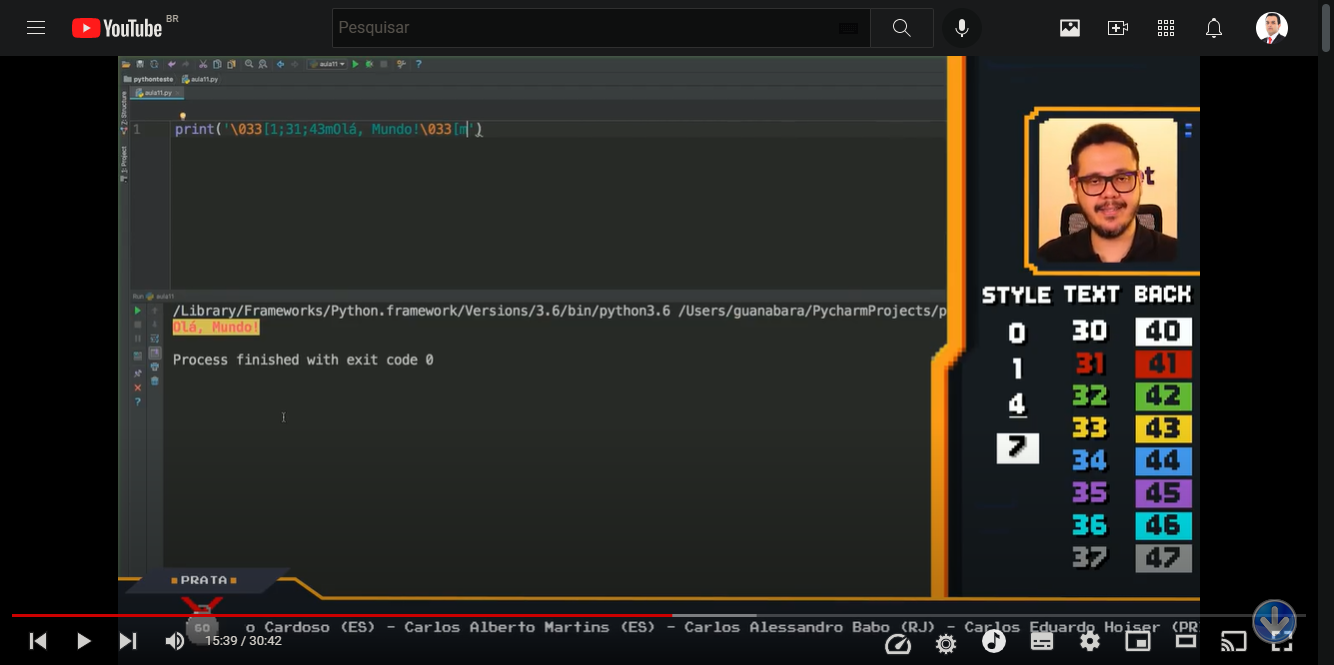 YouTube BR
Pesquisar
aula11
pythonteste aula11.py
aula11.py
Z: Structure
1: Project
1 print('\033[1;31;43mOlá, Mundo!\033[m')
Run aula11
/Library/Frameworks/Python.framework/Versions/3.6/bin/python3.6 /Users/guanabara/PycharmProjects/p
Olá, Mundo!
Process finished with exit code 0
STYLE TEXT BACK
0 30 40
1 31 41
4 32 42
7 33 43
34 44
35 45
36 46
37 47
PRATA
GO
o Cardoso (ES) - Carlos Alberto Martins (ES) - Carlos Alessandro Babo (RJ) - Carlos Eduardo Hoiser (PR
15:39 / 30:42